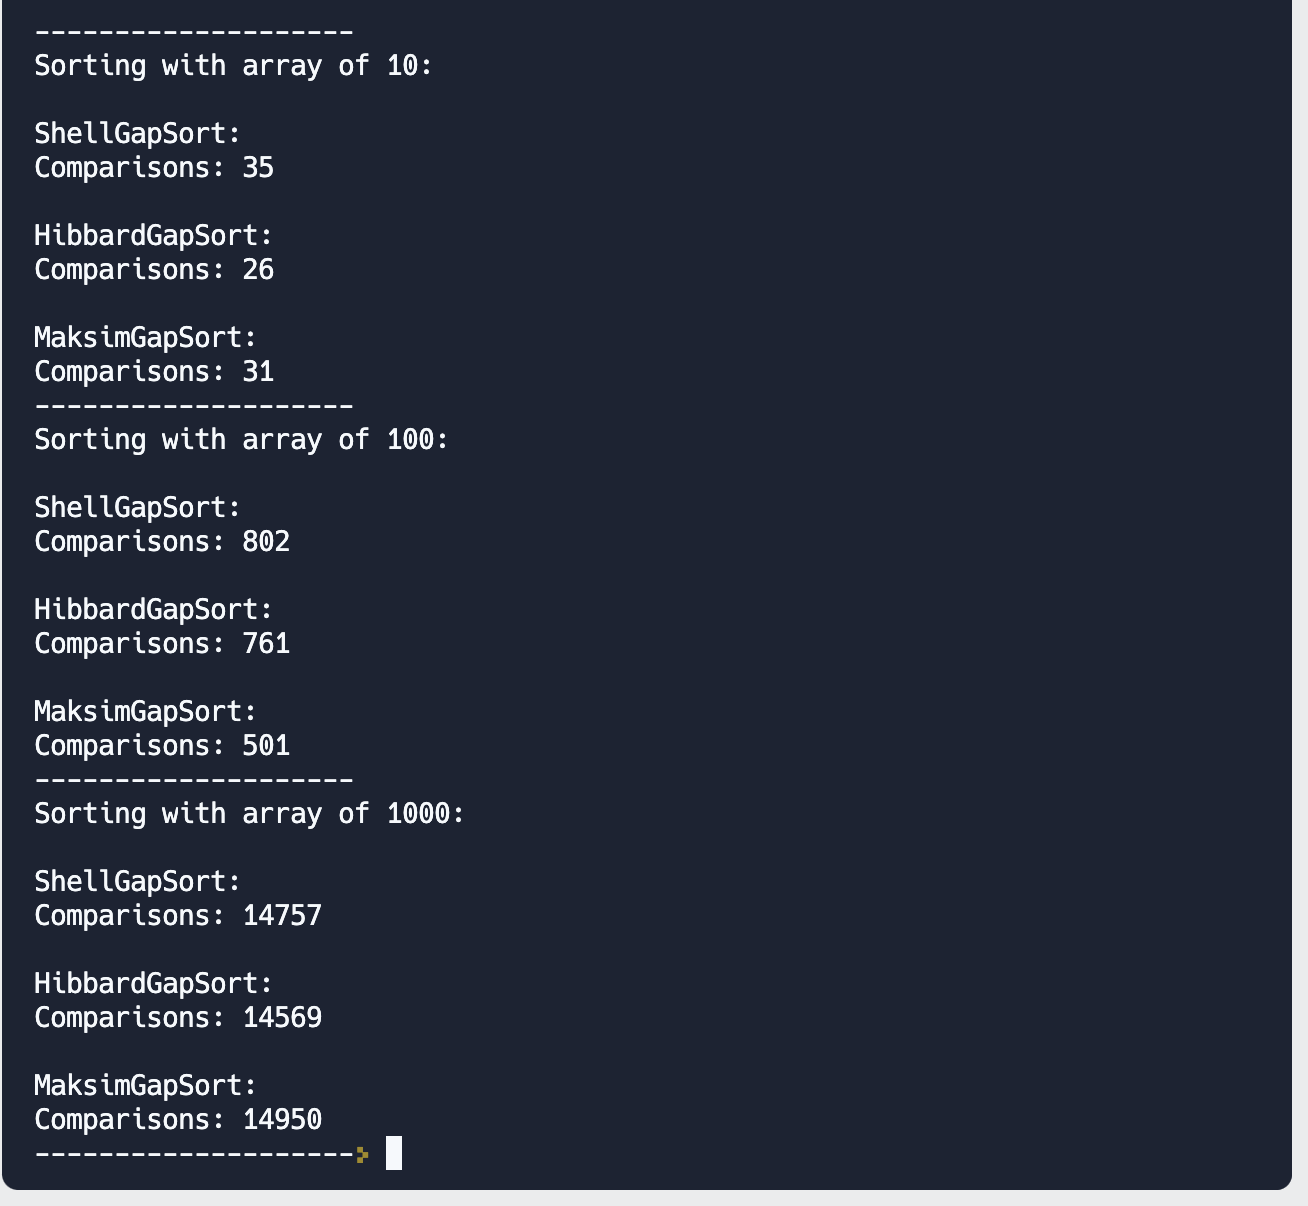 --------------------
Sorting with array of 10:
ShellGapSort:
Comparisons: 35
HibbardGapSort:
Comparisons: 26
MaksimGapSort:
Comparisons: 31
--------------------
Sorting with array of 100:
ShellGapSort:
Comparisons: 802
HibbardGapSort:
Comparisons: 761
MaksimGapSort:
Comparisons: 501
--------------------
Sorting with array of 1000:
ShellGapSort:
Comparisons: 14757
HibbardGapSort:
Comparisons: 14569
MaksimGapSort:
Comparisons: 14950
-------------------->